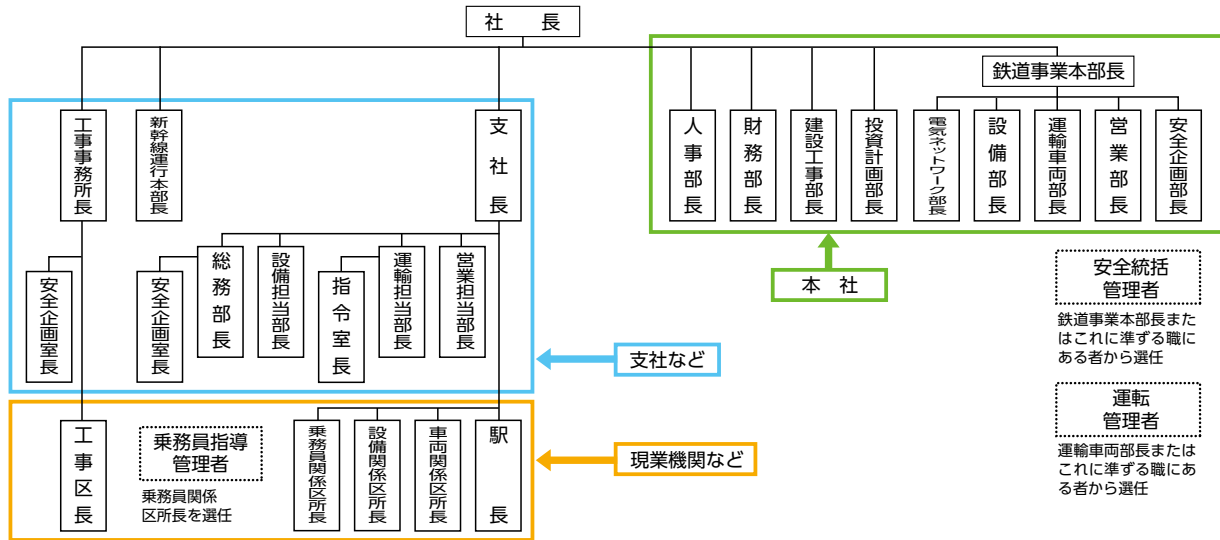 社長
鉄道事業本部長
工事事務所長
新幹線運行本部長
支社長
人事部長
財務部長
建設工事部長
投資計画部長
電気ネットワーク部長
設備部長
運輸車両部長
営業部長
安全企画部長
安全企画室長
安全企画室長
総務部長
設備担当部長
指令室長
運輸担当部長
営業担当部長
本社
安全統括
管理者
鉄道事業本部長また
はこれに準ずる職に
ある者から選任
支社など
運転
管理者
運輸車両部長または
これに準ずる職にあ
る者から選任
工事区長
乗務員指導
管理者
乗務員関係
区所長を選任
乗務員関係区所長
設備関係区所長
車両関係区所長
駅長
現業機関など